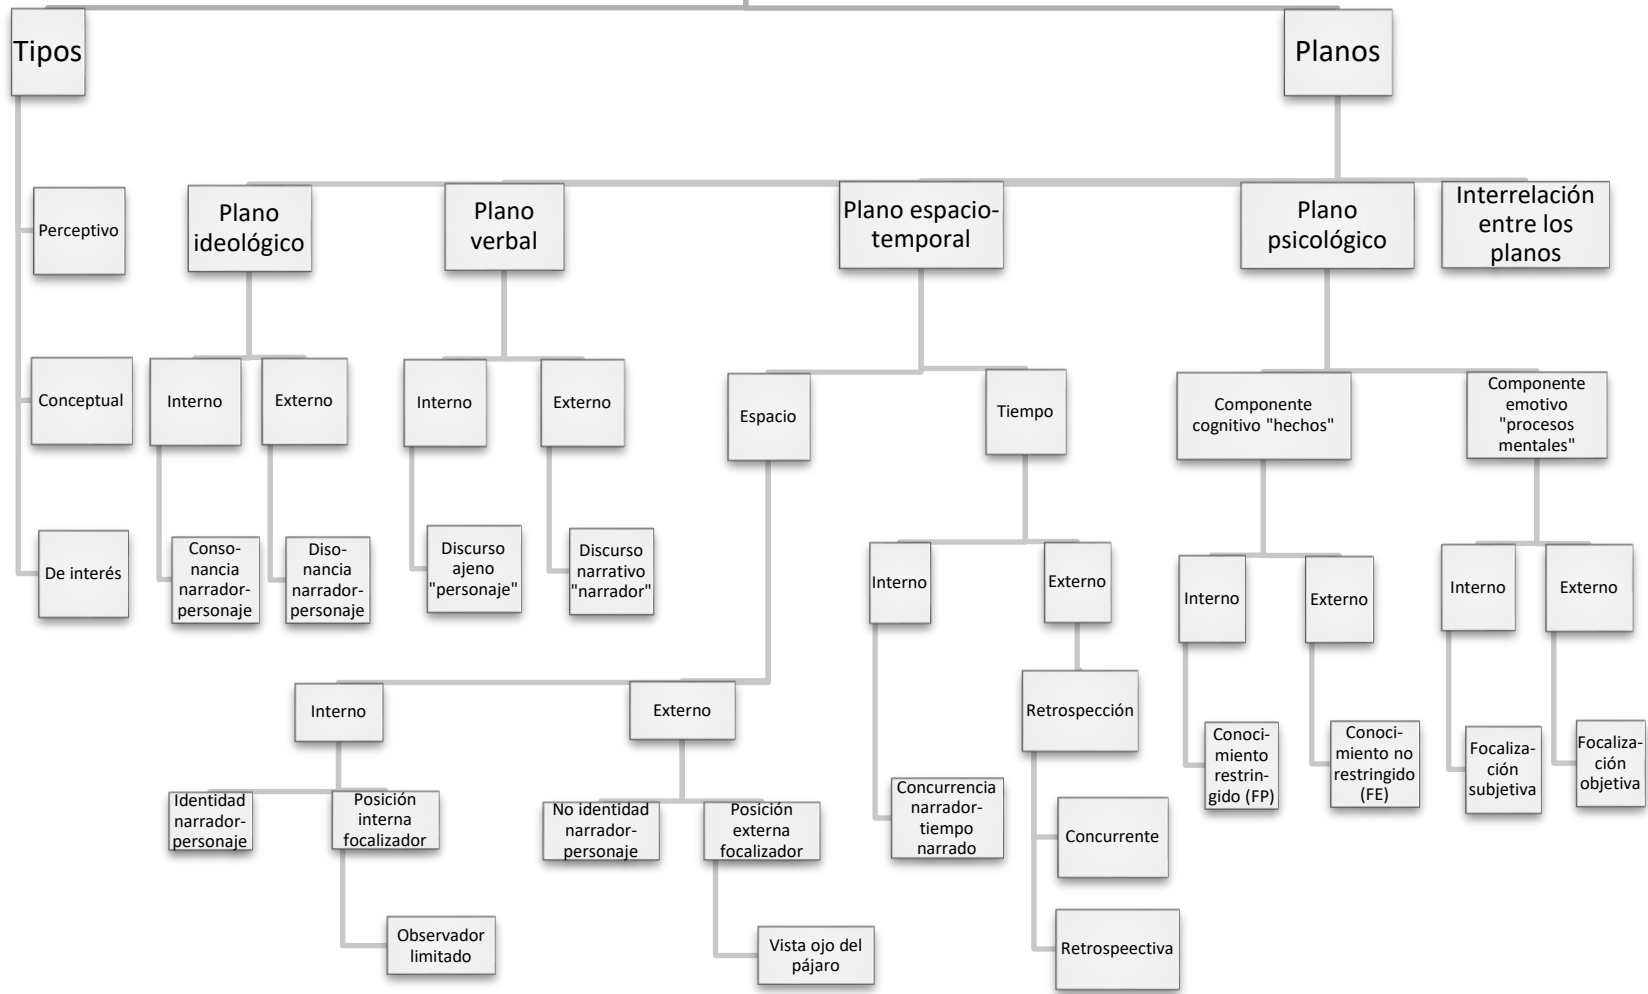 Tipos
Planos
Perceptivo
Conceptual
De interés
Plano
ideológico
Interno
Externo
Conso-
nancia
narrador-
personaje
Diso-
nancia
narrador-
personaje
Plano
verbal
Interno
Externo
Discurso
ajeno
"personaje"
Discurso
narrativo
"narrador"
Plano espacio-
temporal
Espacio
Tiempo
Interno
Externo
Identidad
narrador-
personaje
Posición
interna
focalizador
Observador
limitado
No identidad
narrador-
personaje
Posición
externa
focalizador
Vista ojo del
pájaro
Interno
Externo
Concurrencia
narrador-
tiempo
narrado
Retrospección
Concurrente
Retrospeectiva
Plano
psicológico
Componente
cognitivo "hechos"
Componente
emotivo
"procesos
mentales"
Interno
Externo
Conoci-
miento
restrin-
gido (FP)
Conoci-
miento no
restringido
(FE)
Interno
Externo
Focaliza-
ción
subjetiva
Focaliza-
ción
objetiva
Interrelación
entre los
planos